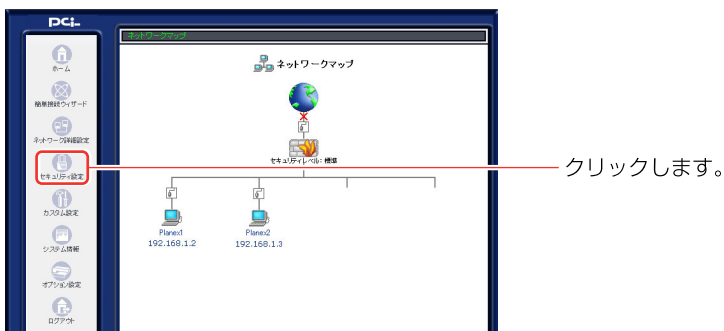 PCi
ネットワークマップ
ネットワークマップ
ホーム
簡単接続ウィザード
ネットワーク詳細設定
セキュリティ設定
カスタム設定
システム情報
オプション設定
ログアウト
セキュリティレベル: 標準
Planex1
192.168.1.2
Planex2
192.168.1.3
クリックします。